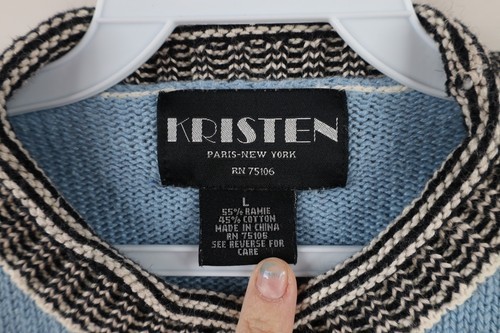 KRISTEN
PARIS-NEW YORK
RN 75106
L
55% RAMIE
45% COTTON
MADE IN CHINA
RN 75106
SEE REVERSE FOR
CARE